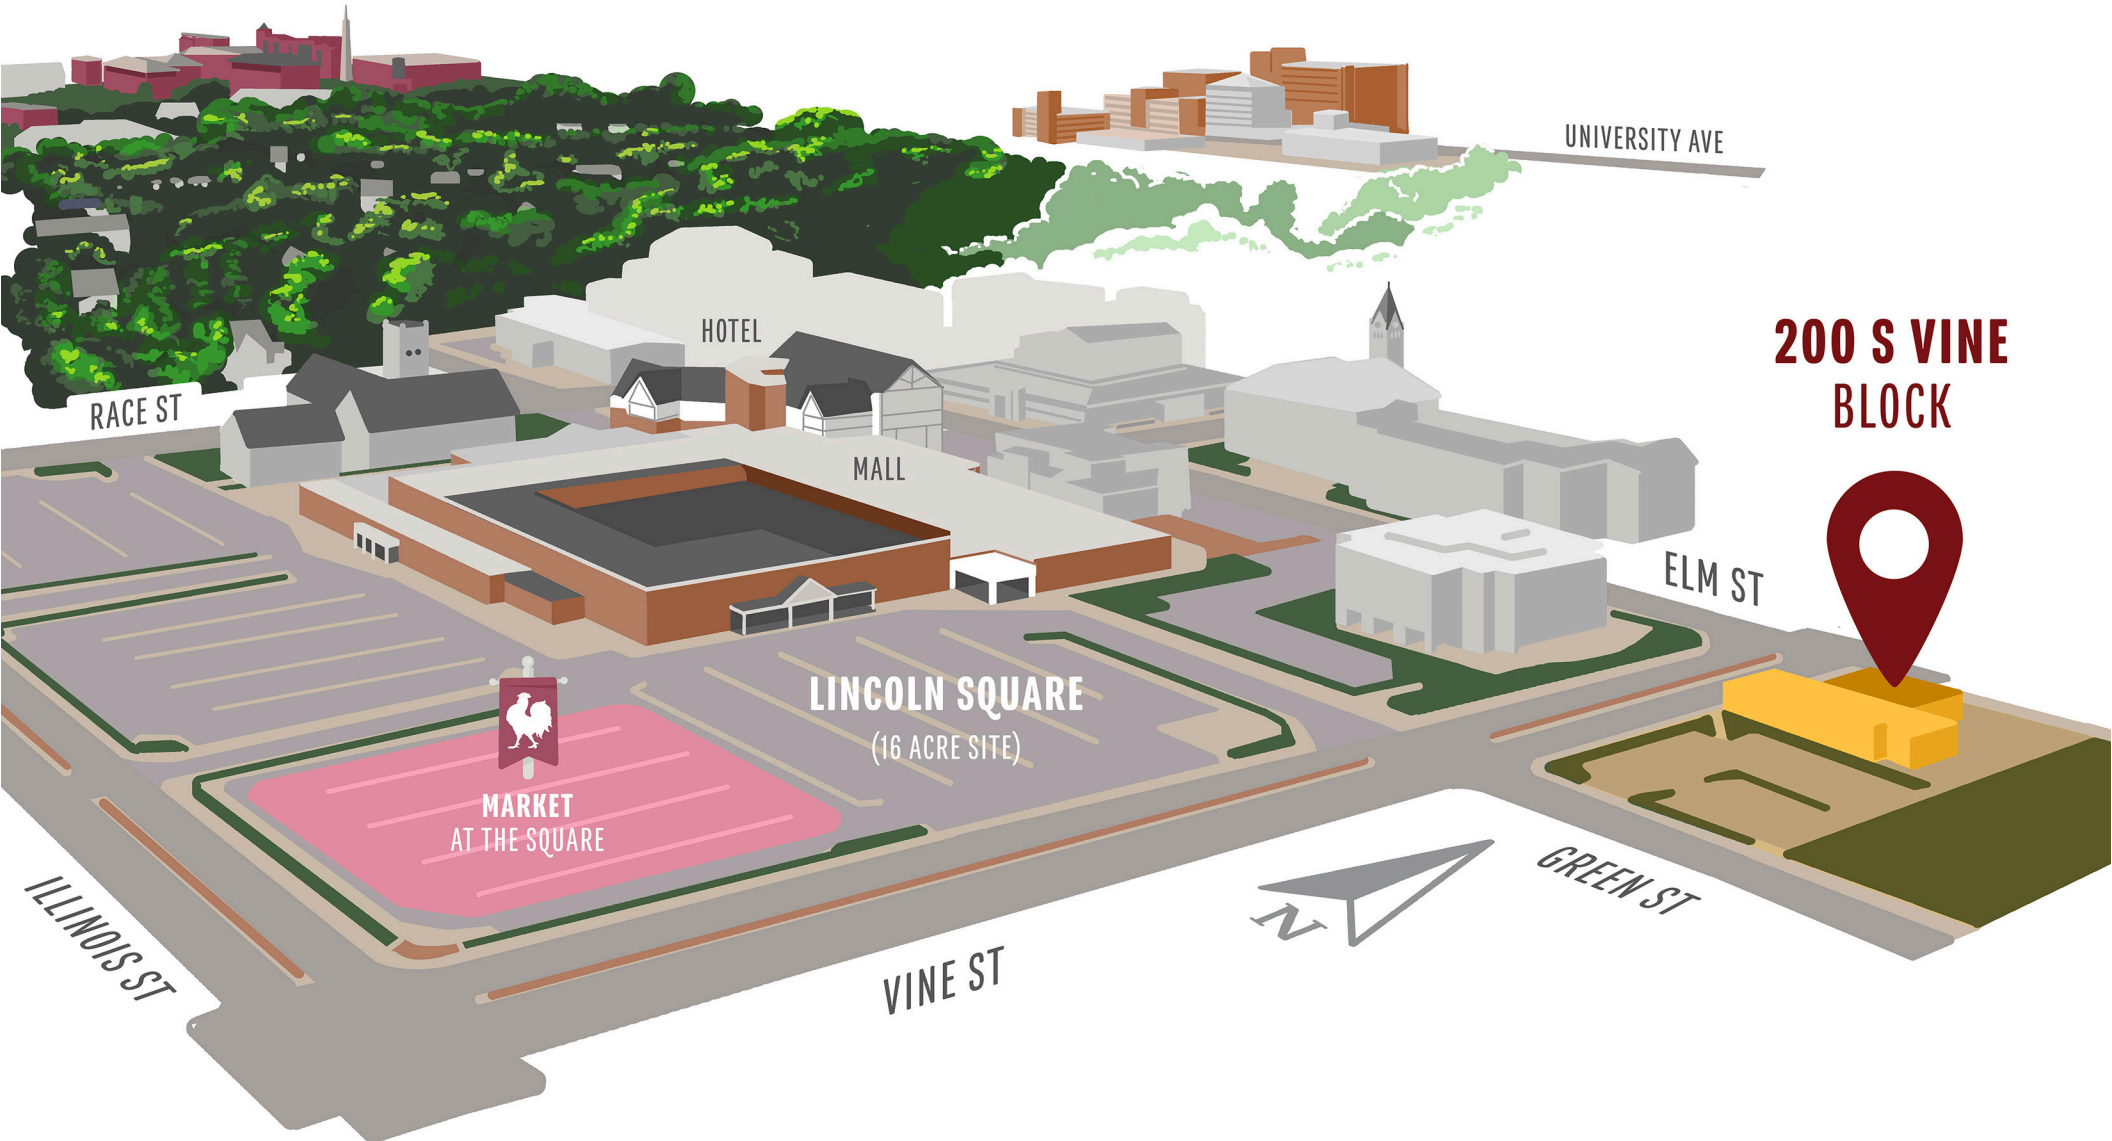 UNIVERSITY AVE
HOTEL
200 S VINE
BLOCK
RACE ST
MALL
ELM ST
LINCOLN SQUARE
(16 ACRE SITE)
MARKET
AT THE SQUARE
GREEN ST
ILLINOIS ST
N
VINE ST